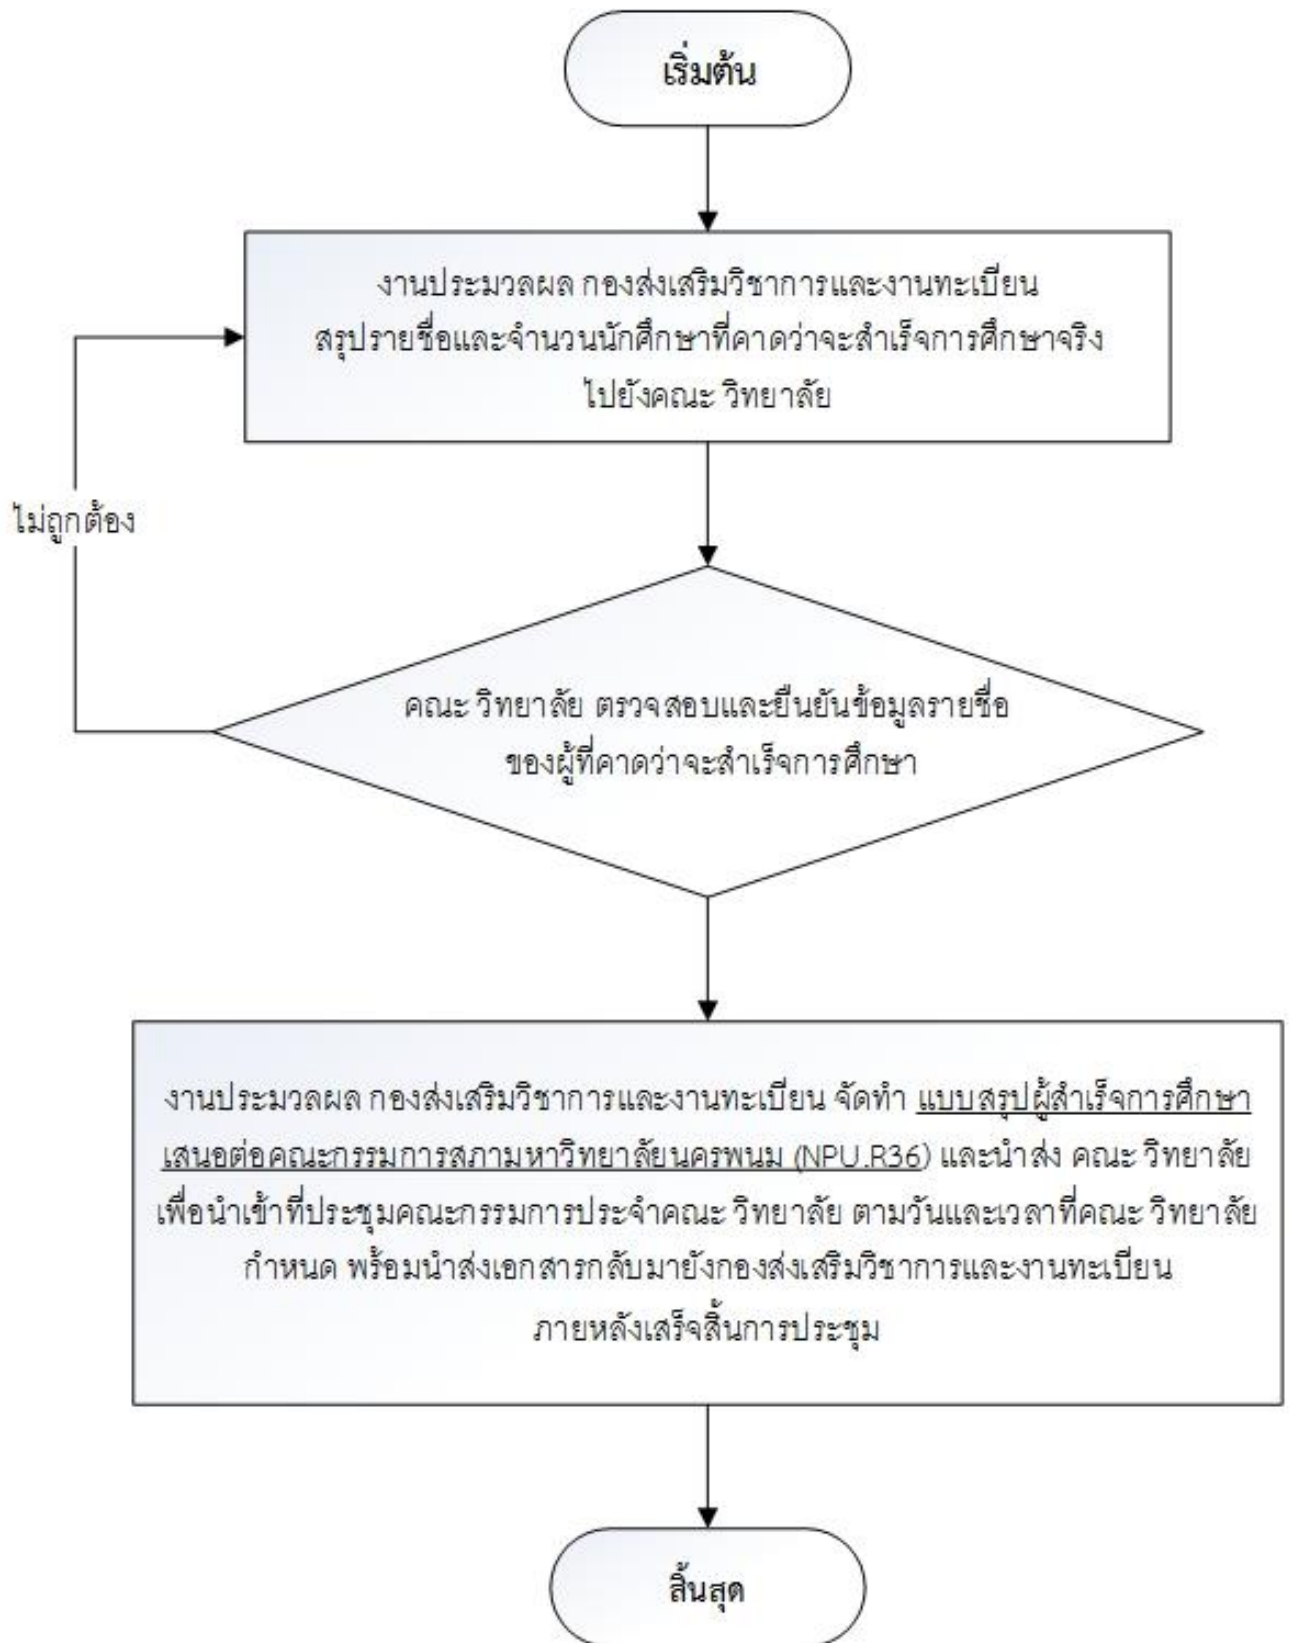 เริ่มต้น
งานประมวลผล กองส่งเสริมวิชาการและงานทะเบียน
สรุปรายชื่อและจำนวนนักศึกษาที่คาดว่าจะสำเร็จการศึกษาจริง
ไปยังคณะ วิทยาลัย
ไม่ถูกต้อง
คณะ วิทยาลัย ตรวจสอบและยืนยันข้อมูลรายชื่อ
ของผู้ที่คาดว่าจะสำเร็จการศึกษา
งานประมวลผล กองส่งเสริมวิชาการและงานทะเบียน จัดทำ แบบสรุปผู้สำเร็จการศึกษา
เสนอต่อคณะกรรมการสภามหาวิทยาลัยนครพนม (NPU.R36) และนำส่ง คณะ วิทยาลัย
เพื่อนำเข้าที่ประชุมคณะกรรมการประจำคณะ วิทยาลัย ตามวันและเวลาที่คณะ วิทยาลัย
กำหนด พร้อมนำส่งเอกสารกลับมายังกองส่งเสริมวิชาการและงานทะเบียน
ภายหลังเสร็จสิ้นการประชุม
สิ้นสุด